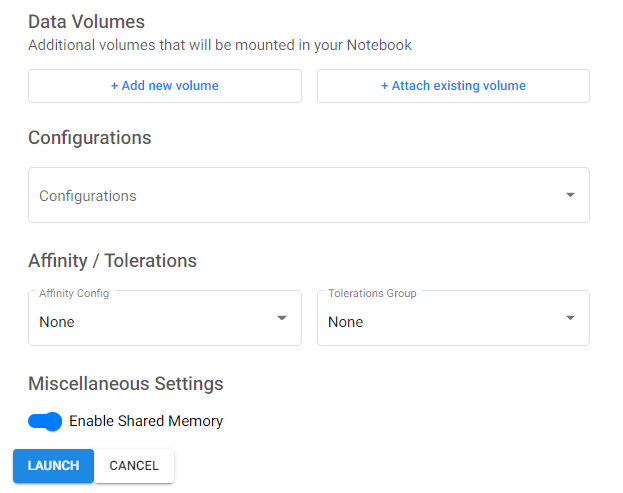 Data Volumes
Additional volumes that will be mounted in your Notebook
+ Add new volume
+ Attach existing volume
Configurations
Configurations
Affinity / Tolerations
Affinity Config
None
Tolerations Group
None
Miscellaneous Settings
Enable Shared Memory
LAUNCH
CANCEL